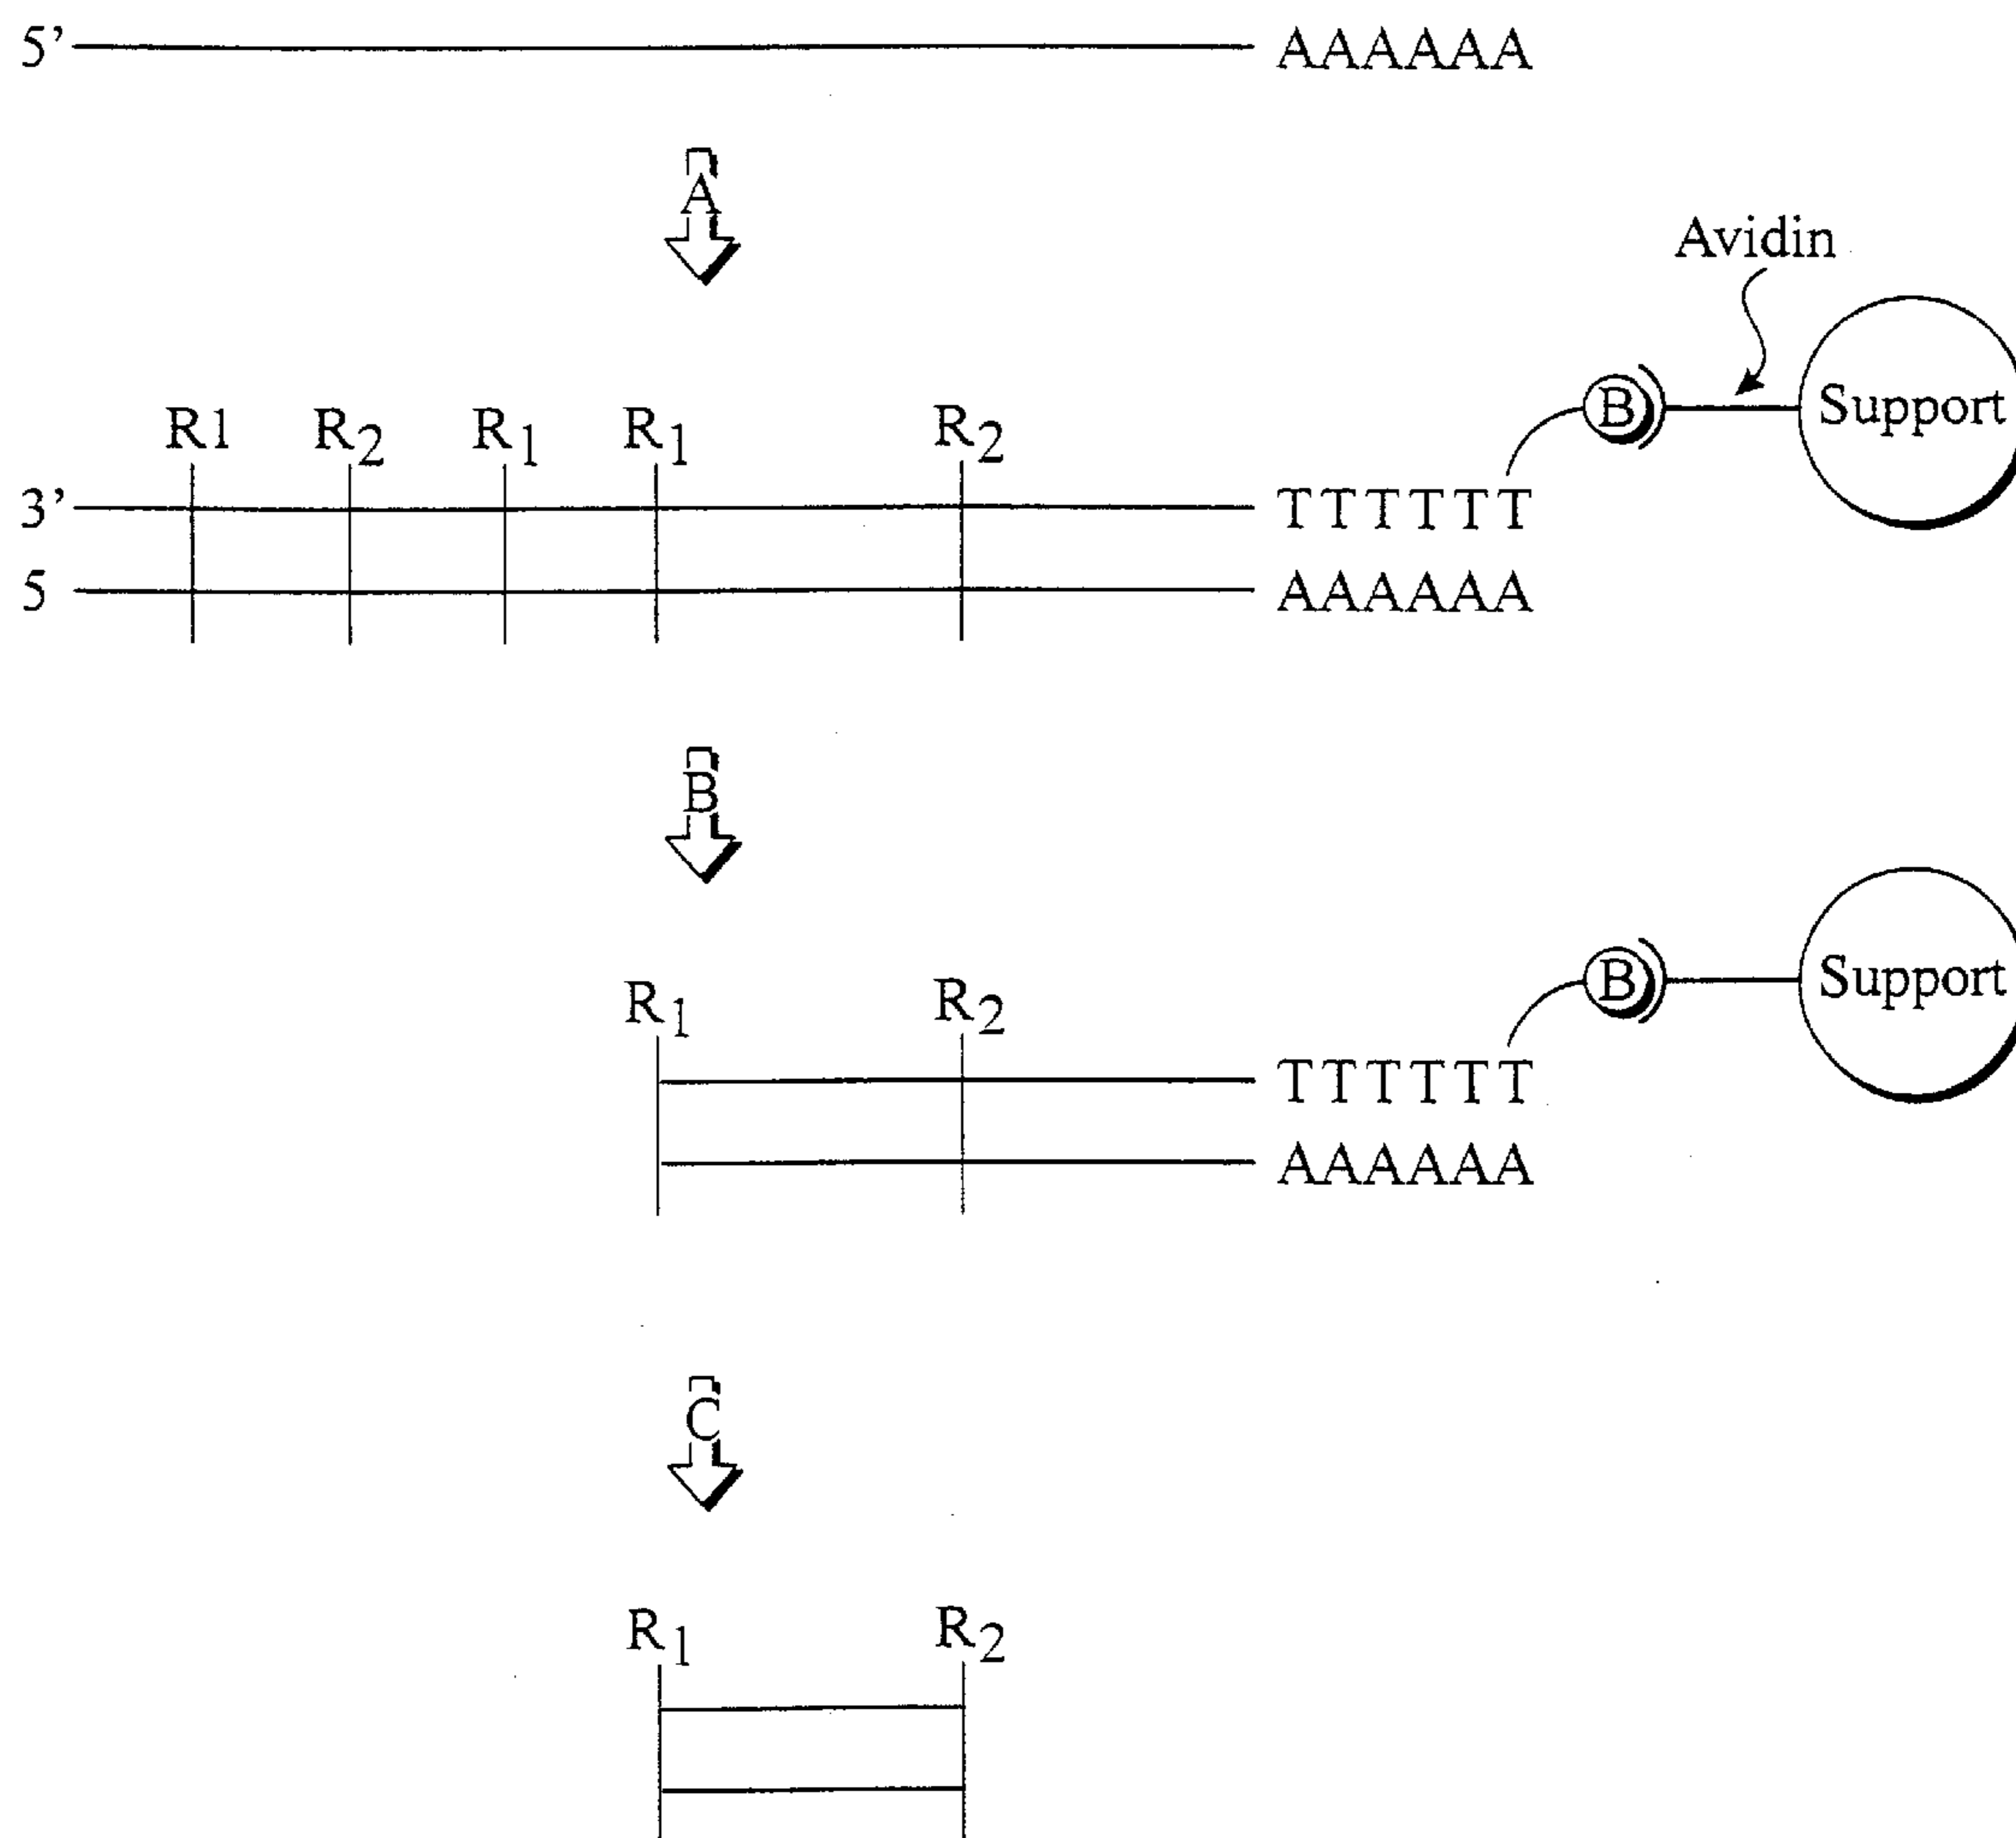 5’ AAAAAA
A
Avidin
R1 R2 R1 R1 R2 B Support
3’ TTTTTT
5 AAAAAA
B
R1 R2 B Support
TTTTTT
AAAAAA
C
R1 R2